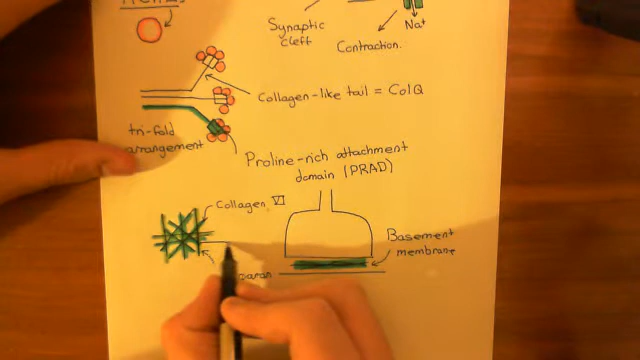 Synaptic
cleft
Na+
Contraction.
Collagen-like tail = ColQ
tri-fold
arrangement
Proline-rich attachment
domain (PRAD)
Collagen VI
Basement
membrane